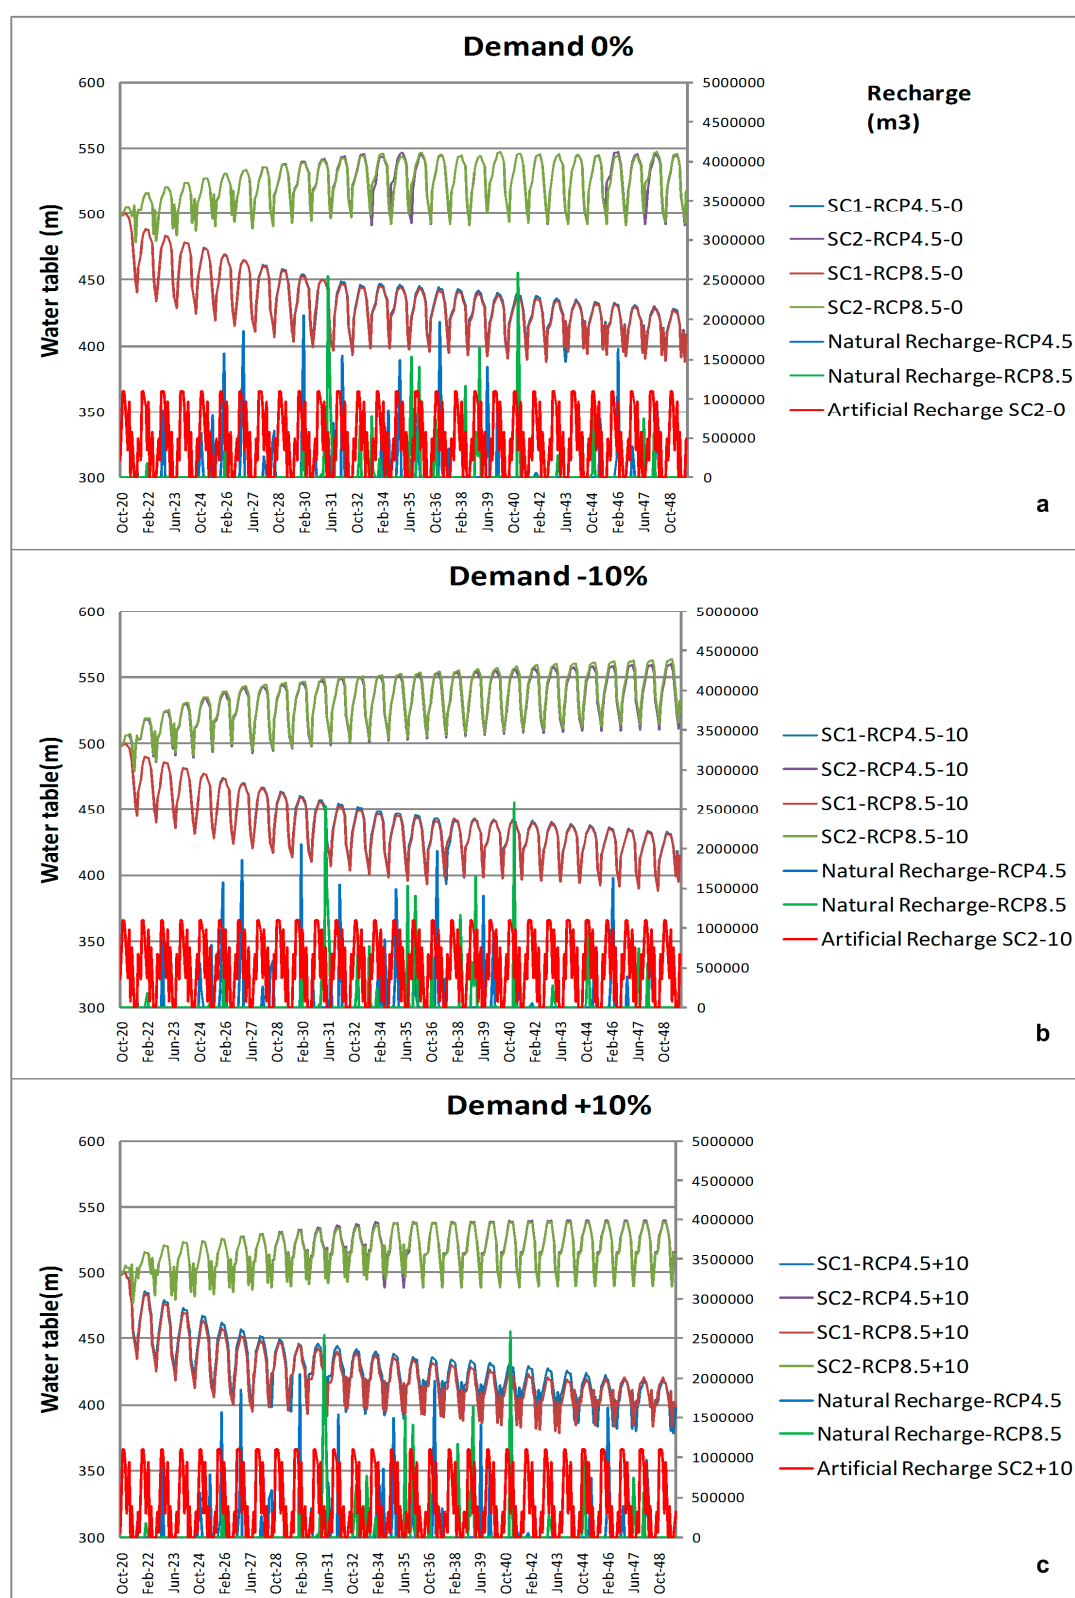 Demand 0%
Water table (m)
600
550
500
450
400
350
300
5000000
4500000
4000000
3500000
3000000
2500000
2000000
1500000
1000000
500000
0
Oct-20
Feb-22
Jun-23
Oct-24
Feb-26
Jun-27
Oct-28
Feb-30
Jun-31
Oct-32
Feb-34
Jun-35
Oct-36
Feb-38
Jun-39
Oct-40
Feb-42
Jun-43
Oct-44
Feb-46
Jun-47
Oct-48
Recharge
(m3)
SC1-RCP4.5-0
SC2-RCP4.5-0
SC1-RCP8.5-0
SC2-RCP8.5-0
Natural Recharge-RCP4.5
Natural Recharge-RCP8.5
Artificial Recharge SC2-0
a
Demand -10%
Water table(m)
600
550
500
450
400
350
300
5000000
4500000
4000000
3500000
3000000
2500000
2000000
1500000
1000000
500000
0
Oct-20
Feb-22
Jun-23
Oct-24
Feb-26
Jun-27
Oct-28
Feb-30
Jun-31
Oct-32
Feb-34
Jun-35
Oct-36
Feb-38
Jun-39
Oct-40
Feb-42
Jun-43
Oct-44
Feb-46
Jun-47
Oct-48
SC1-RCP4.5-10
SC2-RCP4.5-10
SC1-RCP8.5-10
SC2-RCP8.5-10
Natural Recharge-RCP4.5
Natural Recharge-RCP8.5
Artificial Recharge SC2-10
b
Demand +10%
Water table(m)
600
550
500
450
400
350
300
5000000
4500000
4000000
3500000
3000000
2500000
2000000
1500000
1000000
500000
0
Oct-20
Feb-22
Jun-23
Oct-24
Feb-26
Jun-27
Oct-28
Feb-30
Jun-31
Oct-32
Feb-34
Jun-35
Oct-36
Feb-38
Jun-39
Oct-40
Feb-42
Jun-43
Oct-44
Feb-46
Jun-47
Oct-48
SC1-RCP4.5+10
SC2-RCP4.5+10
SC1-RCP8.5+10
SC2-RCP8.5+10
Natural Recharge-RCP4.5
Natural Recharge-RCP8.5
Artificial Recharge SC2+10
c